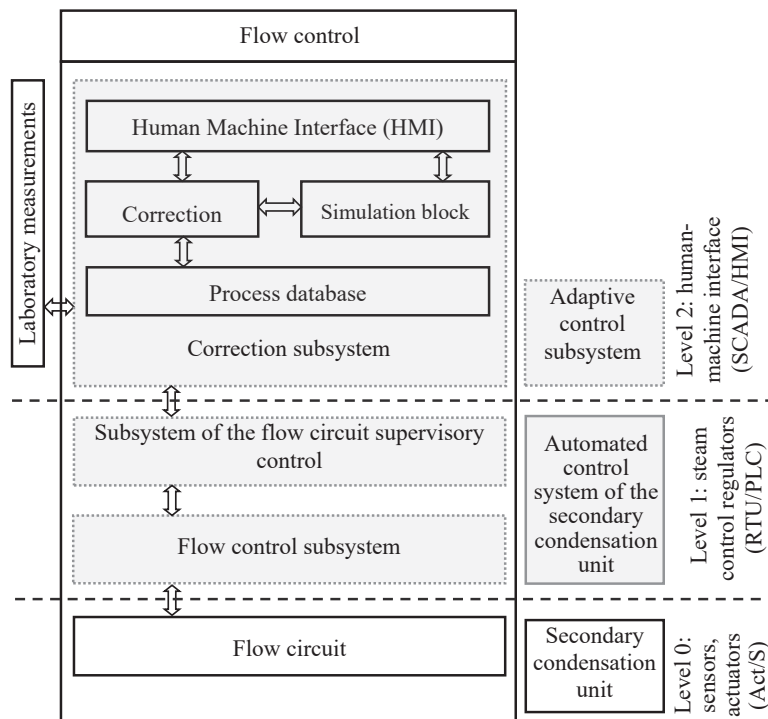 Flow control
Laboratory measurements
Human Machine Interface (HMI)
Correction
Simulation block
Process database
Correction subsystem
Adaptive
control
subsystem
Level 2: human-
machine interface
(SCADA/HMI)
Subsystem of the flow circuit supervisory
control
Flow control subsystem
Automated
control
system of the
secondary
condensation
unit
Level 1: steam
control regulators
(RTU/PLC)
Flow circuit
Secondary
condensation
unit
Level 0:
sensors,
actuators
(Act/S)